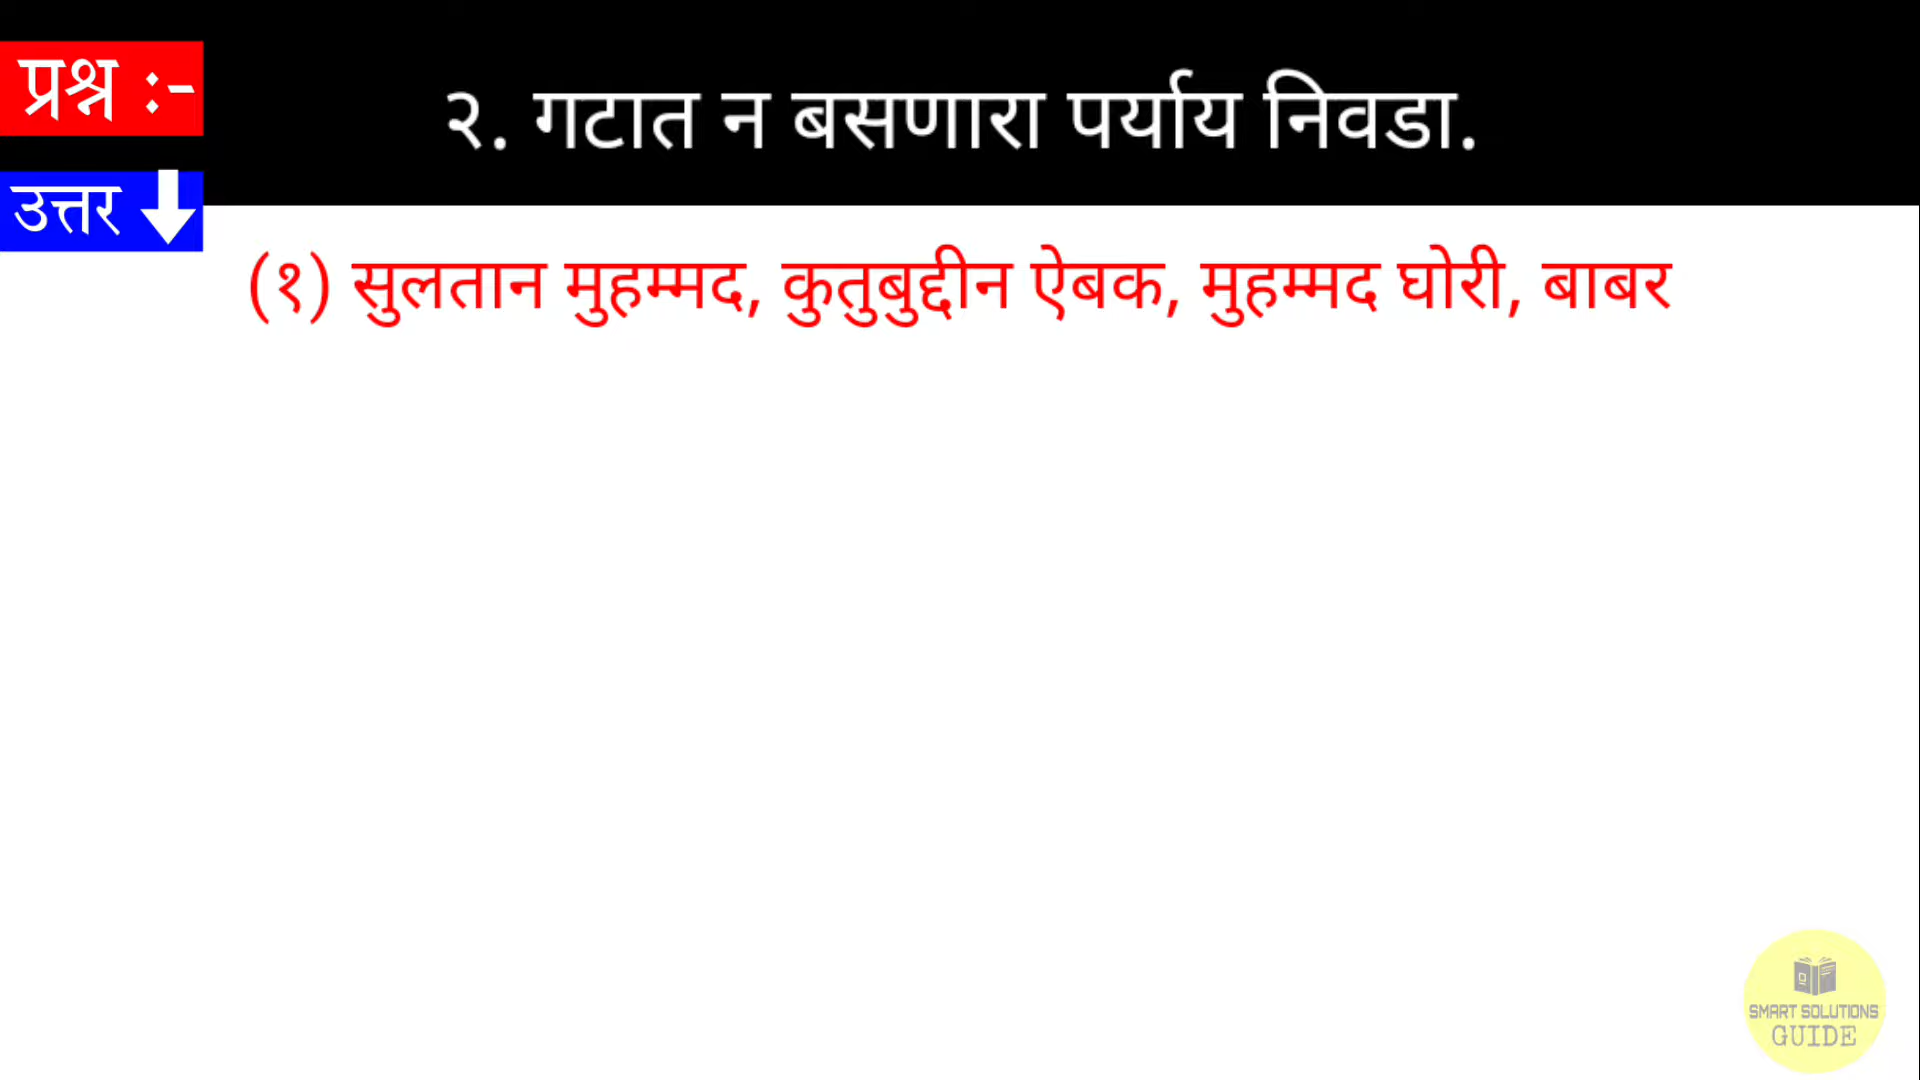 प्रश्न :-
२. गटात न बसणारा पर्याय निवडा.
उत्तर
(१) सुलतान मुहम्मद, कुतुबुद्दीन ऐबक, मुहम्मद घोरी, बाबर
SMART SOLUTIONS
GUIDE